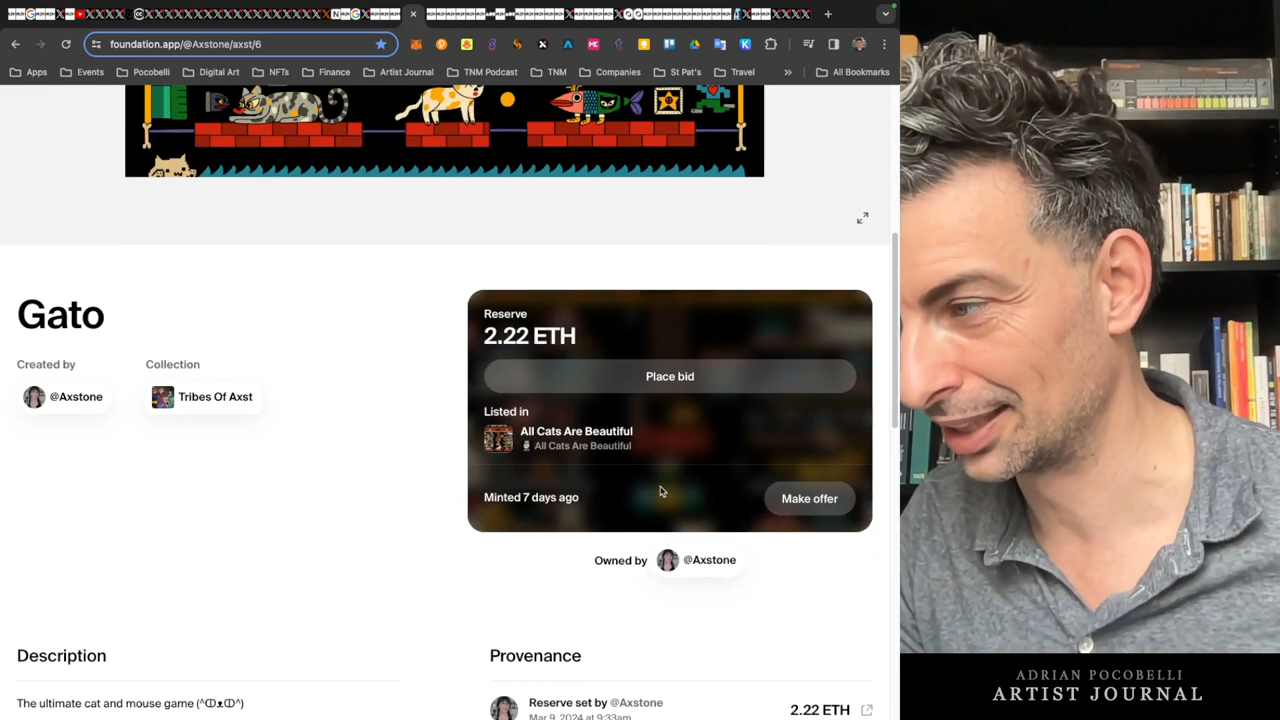 foundation.app/@Axstone/axst/6
Apps
Events
Pocobelli
Digital Art
NFTs
Finance
Artist Journal
TNM Podcast
TNM
Companies
St Pat's
Travel
»
All Bookmarks
Gato
Created by
@Axstone
Collection
Tribes Of Axst
Reserve
2.22 ETH
Place bid
Listed in
All Cats Are Beautiful
All Cats Are Beautiful
Minted 7 days ago
Make offer
Owned by
@Axstone
Description
The ultimate cat and mouse game (^ↀᴥↀ^)
Provenance
Reserve set by @Axstone
Mar 9, 2024 at 9:33am
2.22 ETH
ADRIAN POCOBELLI
ARTIST JOURNAL